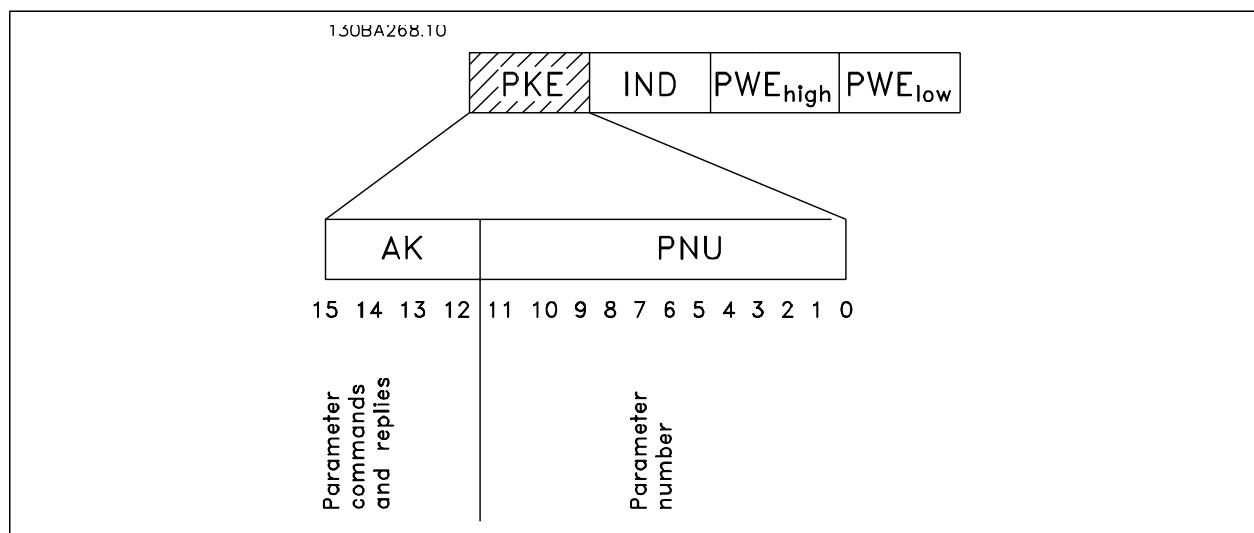 130BA268.10
PKE IND PWEhigh PWElow
AK PNU
15 14 13 12 11 10 9 8 7 6 5 4 3 2 1 0
Parameter
commands
and replies
Parameter
number